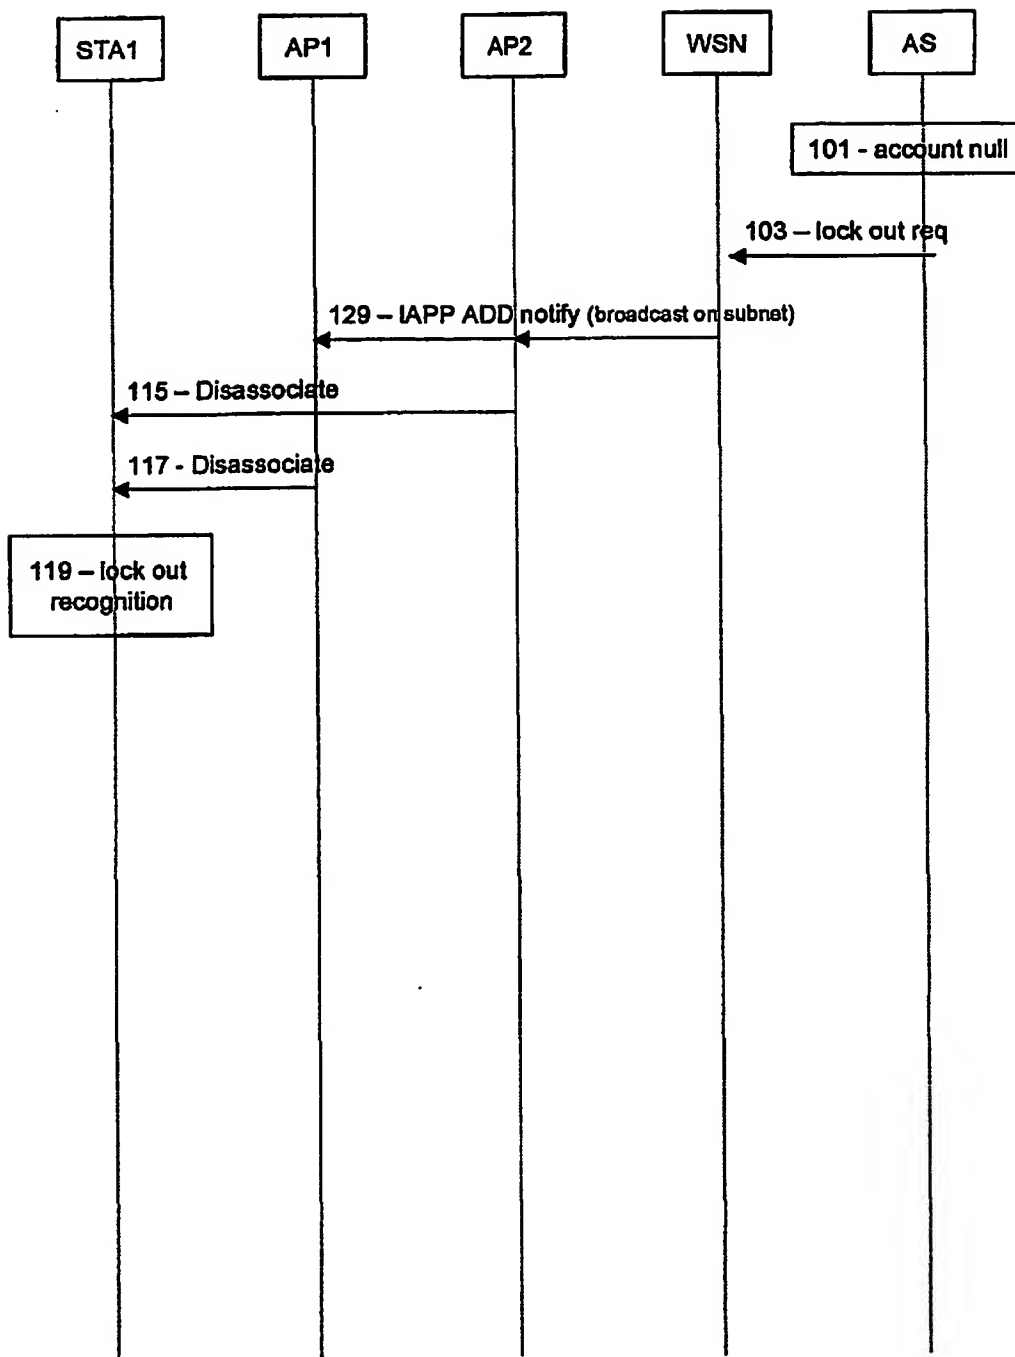 STA1
AP1
AP2
WSN
AS
101 - account null
103 – lock out req
129 – IAPP ADD notify (broadcast on subnet)
115 – Disassociate
117 - Disassociate
119 – lock out
recognition